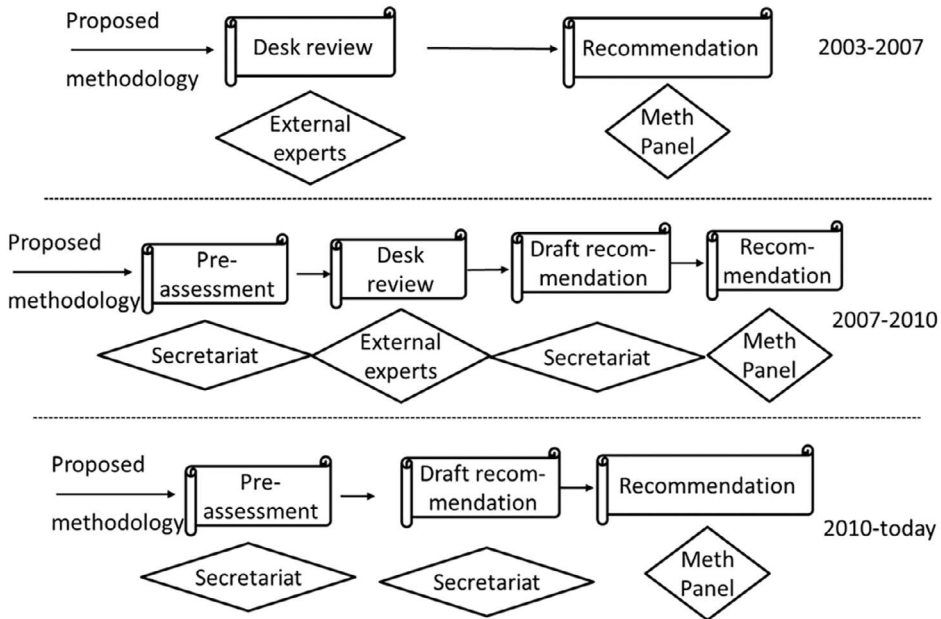 Proposed
methodology
Desk review
Recommendation
2003-2007
External
experts
Meth
Panel
Proposed
methodology
Pre-
assessment
Desk
review
Draft recom-
mendation
Recom-
mendation
2007-2010
Secretariat
External
experts
Secretariat
Meth
Panel
Proposed
methodology
Pre-
assessment
Draft recom-
mendation
Recommendation
2010-today
Secretariat
Secretariat
Meth
Panel